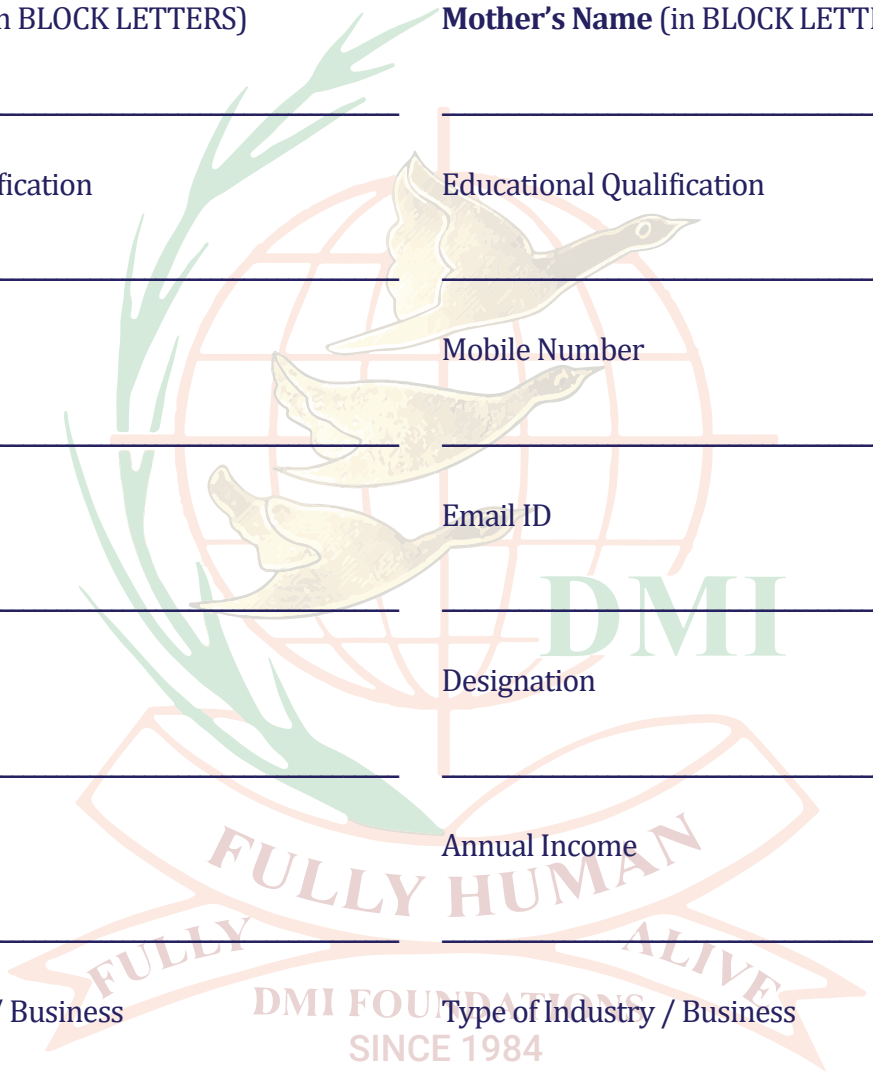 n BLOCK LETTERS)
Mother's Name (in BLOCK LETT
fication
Educational Qualification
Mobile Number
Email ID
DMI
Designation
Annual Income
FULLY HUMAN
FULLY ALIVE
/ Business
Type of Industry / Business
DMI FOUNDATIONS
SINCE 1984